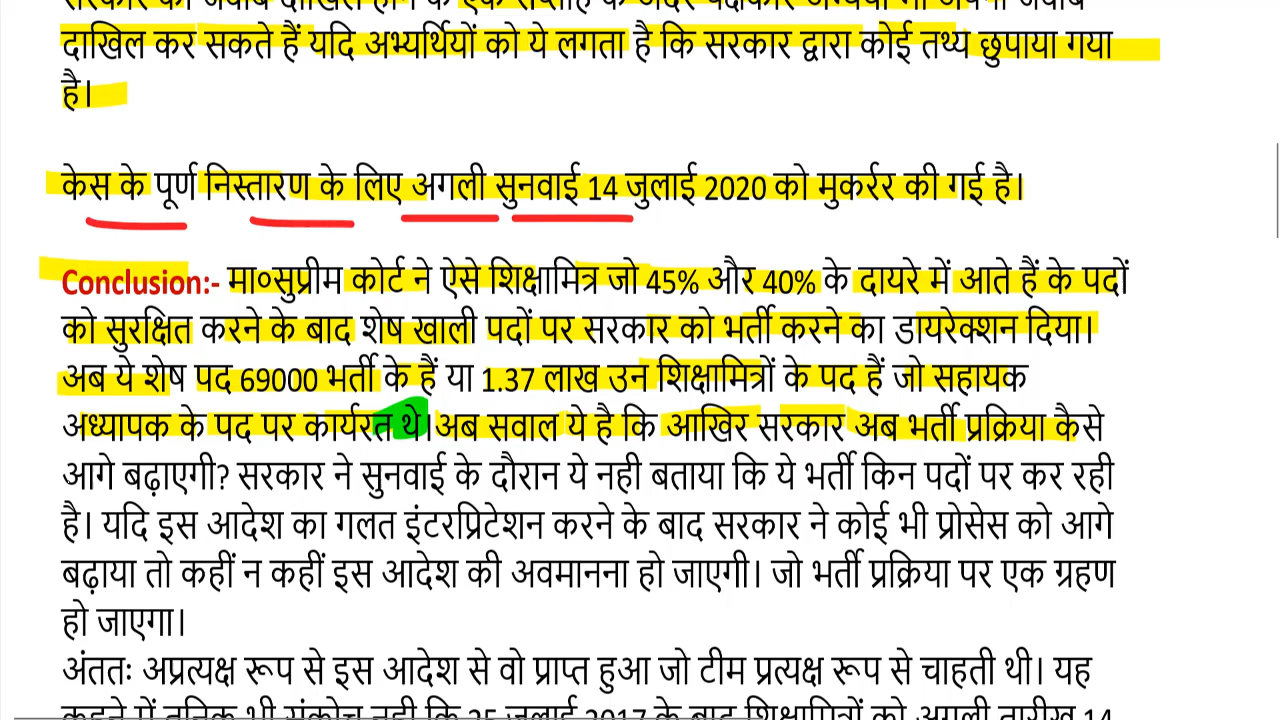 दाखिल कर सकते हैं यदि अभ्यर्थियों को ये लगता है कि सरकार द्वारा कोई तथ्य छुपाया गया
है।
केस के पूर्ण निस्तारण के लिए अगली सुनवाई 14 जुलाई 2020 को मुकर्रर की गई है।
Conclusion:- मा०सुप्रीम कोर्ट ने ऐसे शिक्षामित्र जो 45% और 40% के दायरे में आते हैं के पदों
को सुरक्षित करने के बाद शेष खाली पदों पर सरकार को भर्ती करने का डायरेक्शन दिया।
अब ये शेष पद 69000 भर्ती के हैं या 1.37 लाख उन शिक्षामित्रों के पद हैं जो सहायक
अध्यापक के पद पर कार्यरत थे।अब सवाल ये है कि आखिर सरकार अब भर्ती प्रक्रिया कैसे
आगे बढ़ाएगी? सरकार ने सुनवाई के दौरान ये नही बताया कि ये भर्ती किन पदों पर कर रही
है। यदि इस आदेश का गलत इंटरप्रिटेशन करने के बाद सरकार ने कोई भी प्रोसेस को आगे
बढ़ाया तो कहीं न कहीं इस आदेश की अवमानना हो जाएगी। जो भर्ती प्रक्रिया पर एक ग्रहण
हो जाएगा।
अंततः अप्रत्यक्ष रूप से इस आदेश से वो प्राप्त हुआ जो टीम प्रत्यक्ष रूप से चाहती थी। यह